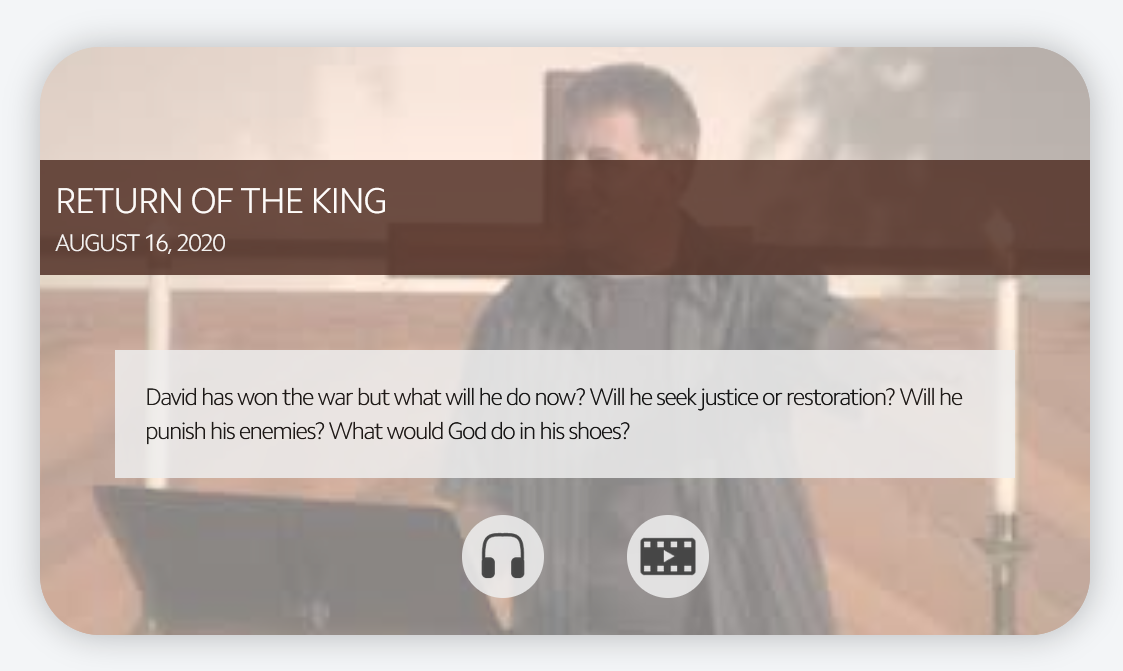 RETURN OF THE KING
AUGUST 16, 2020
David has won the war but what will he do now? Will he seek justice or restoration? Will he
punish his enemies? What would God do in his shoes?